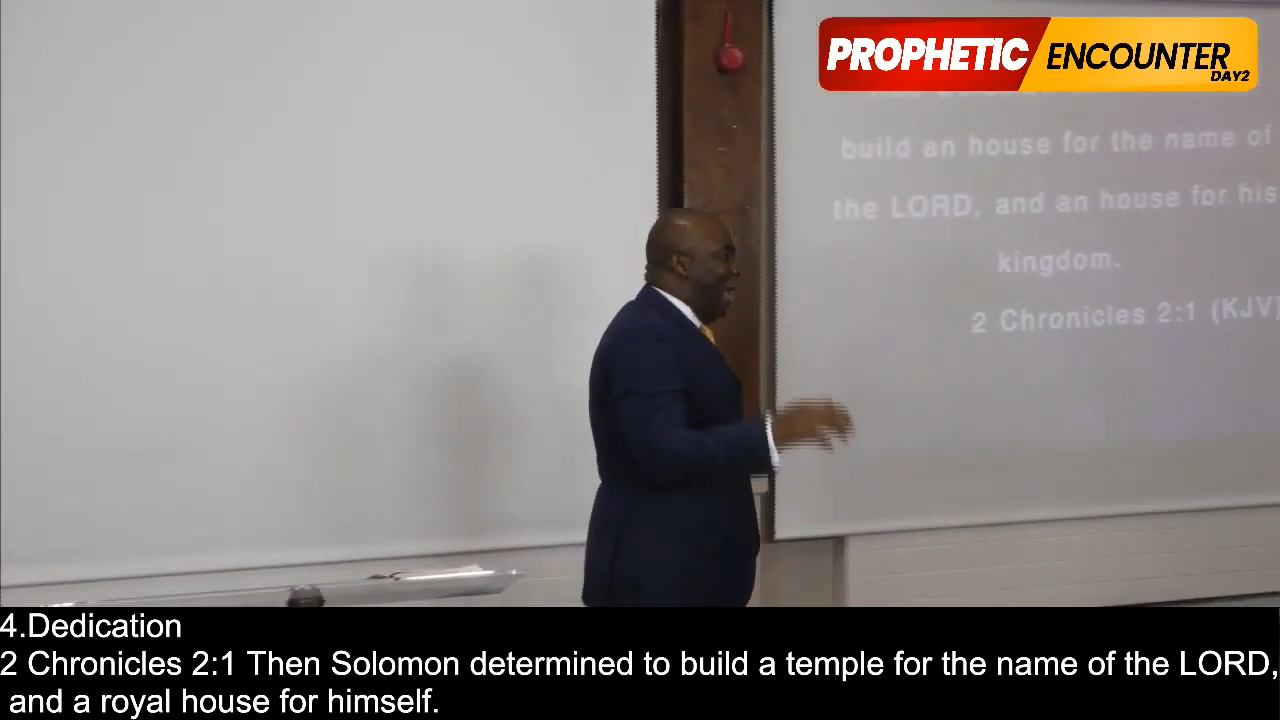 PROPHETIC ENCOUNTER
DAY2
build an house for the name of
the LORD, and an house for his
kingdom.
2 Chronicles 2:1 (KJV)
4.Dedication
2 Chronicles 2:1 Then Solomon determined to build a temple for the name of the LORD,
and a royal house for himself.